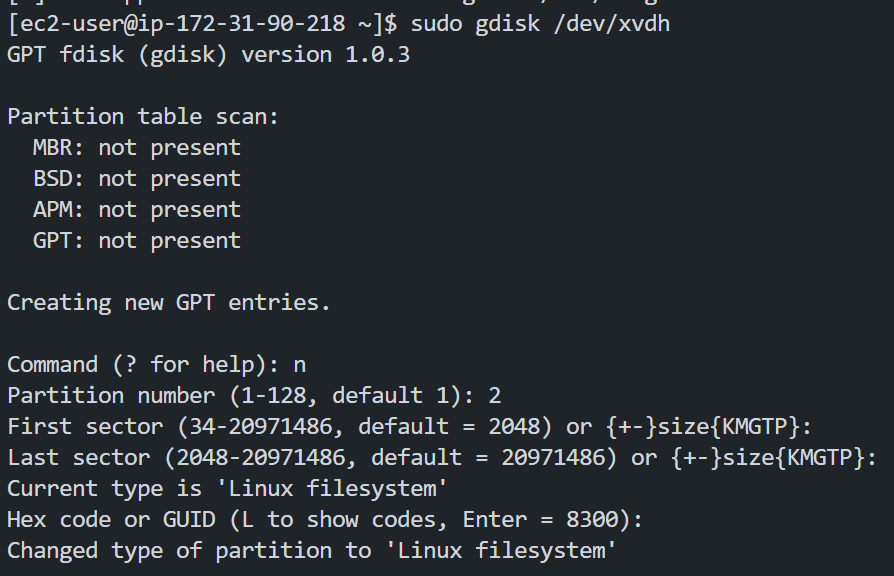 [ec2-user@ip-172-31-90-218 ~]$ sudo gdisk /dev/xvdh
GPT fdisk (gdisk) version 1.0.3

Partition table scan:
  MBR: not present
  BSD: not present
  APM: not present
  GPT: not present

Creating new GPT entries.

Command (? for help): n
Partition number (1-128, default 1): 2
First sector (34-20971486, default = 2048) or {+-}size{KMGTP}:
Last sector (2048-20971486, default = 20971486) or {+-}size{KMGTP}:
Current type is 'Linux filesystem'
Hex code or GUID (L to show codes, Enter = 8300):
Changed type of partition to 'Linux filesystem'